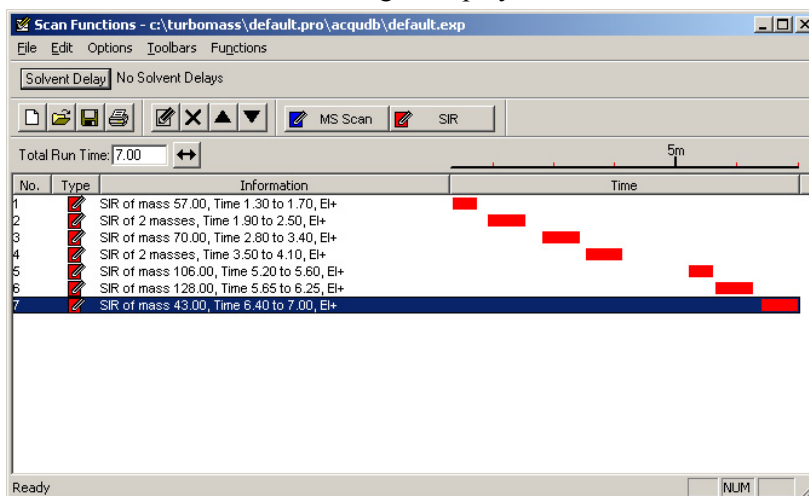 Scan Functions - c:\turbomass\default.pro\acqudb\default.exp
File Edit Options Toolbars Functions
Solvent Delay No Solvent Delays
MS Scan SIR
Total Run Time: 7.00 5m
No. Type Information Time
1 SIR of mass 57.00, Time 1.30 to 1.70, EI+
2 SIR of 2 masses, Time 1.90 to 2.50, EI+
3 SIR of mass 70.00, Time 2.80 to 3.40, EI+
4 SIR of 2 masses, Time 3.50 to 4.10, EI+
5 SIR of mass 106.00, Time 5.20 to 5.60, EI+
6 SIR of mass 128.00, Time 5.65 to 6.25, EI+
7 SIR of mass 43.00, Time 6.40 to 7.00, EI+
Ready NUM